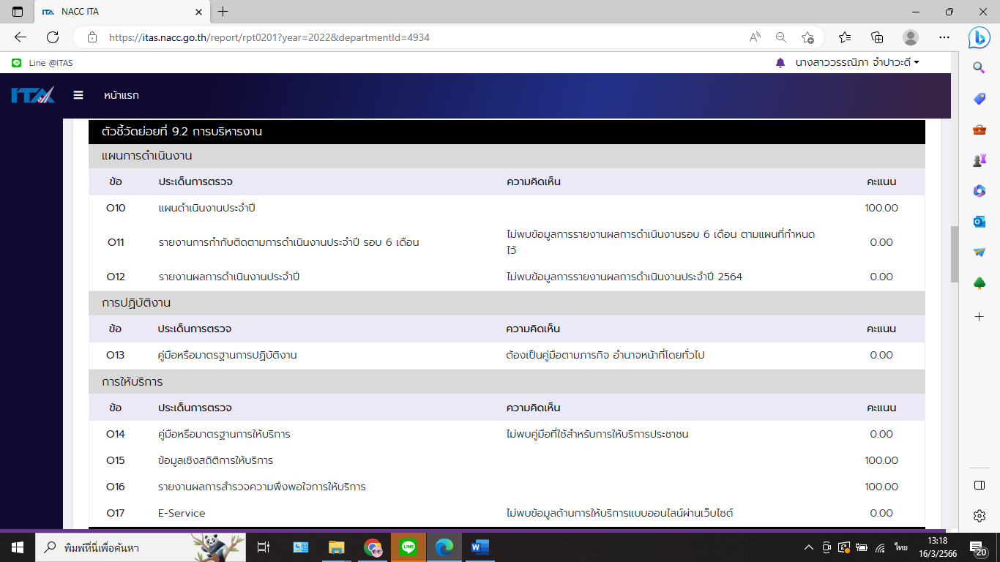 NACC ITA
https://itas.nacc.go.th/report/rpt0201?year=2022&departmentId=4934
Line @ITAS
นางสาววรรณิภา จำปาวะดี
ITA
หน้าแรก
ตัวชี้วัดย่อยที่ 9.2 การบริหารงาน
แผนการดำเนินงาน
ข้อ ประเด็นการตรวจ ความคิดเห็น คะแนน
O10 แผนดำเนินงานประจำปี 100.00
O11 รายงานการกำกับติดตามการดำเนินงานประจำปี รอบ 6 เดือน ไม่พบข้อมูลการรายงานผลการดำเนินงานรอบ 6 เดือน ตามแผนที่กำหนด
ไว้ 0.00
O12 รายงานผลการดำเนินงานประจำปี ไม่พบข้อมูลการรายงานผลการดำเนินงานประจำปี 2564 0.00
การปฏิบัติงาน
ข้อ ประเด็นการตรวจ ความคิดเห็น คะแนน
O13 คู่มือหรือมาตรฐานการปฏิบัติงาน ต้องเป็นคู่มือตามภารกิจ อำนาจหน้าที่โดยทั่วไป 0.00
การให้บริการ
ข้อ ประเด็นการตรวจ ความคิดเห็น คะแนน
O14 คู่มือหรือมาตรฐานการให้บริการ ไม่พบคู่มือที่ใช้สำหรับการให้บริการประชาชน 0.00
O15 ข้อมูลเชิงสถิติการให้บริการ 100.00
O16 รายงานผลการสำรวจความพึงพอใจการให้บริการ 100.00
O17 E-Service ไม่พบข้อมูลด้านการให้บริการแบบออนไลน์ผ่านเว็บไซต์ 0.00
พิมพ์ที่นี่เพื่อค้นหา
LINE
W
ไทย
13:18
16/3/2566
20